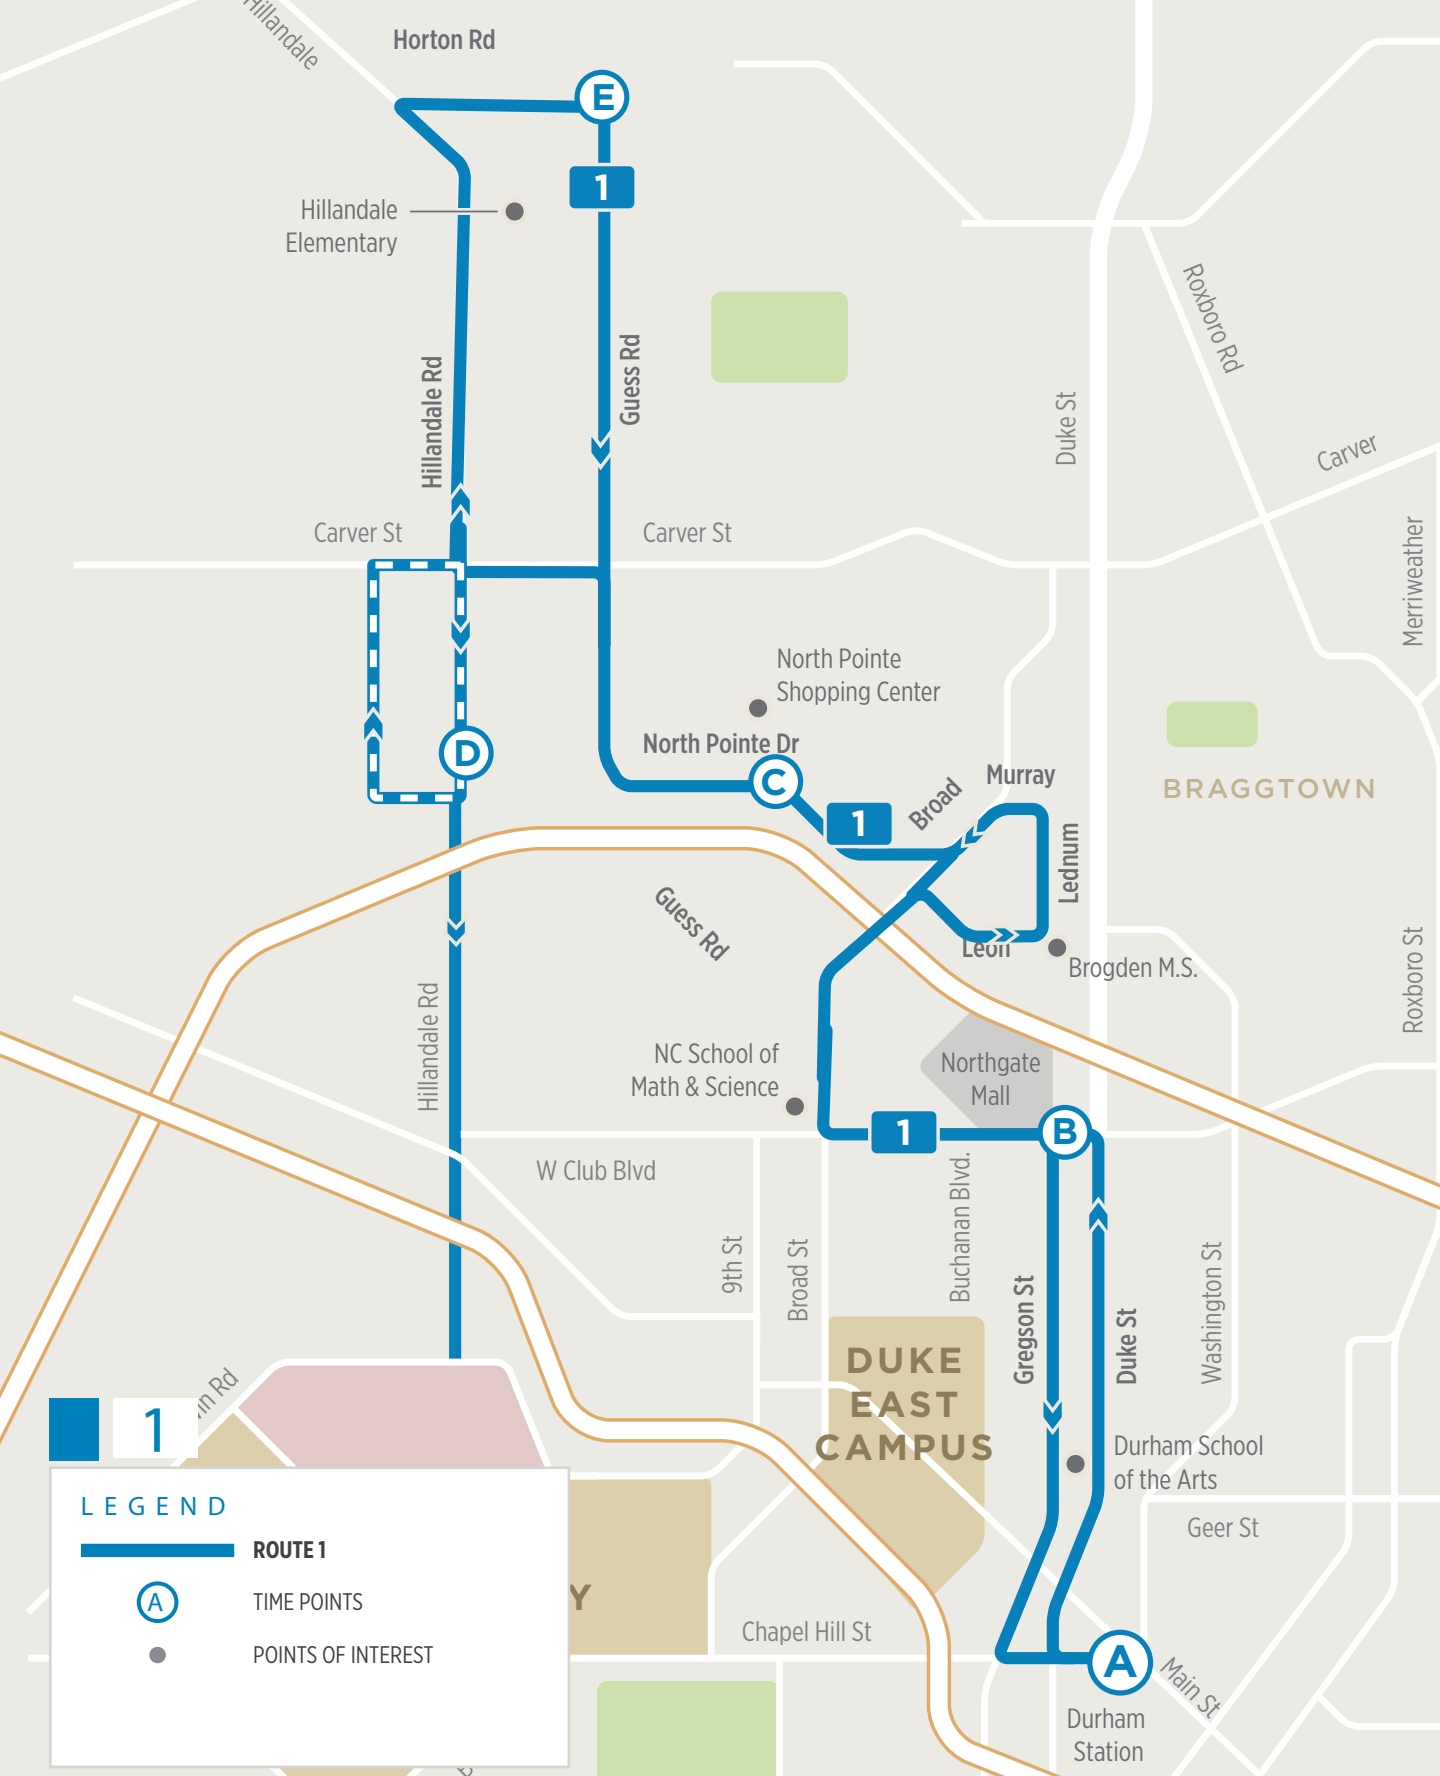 Hillandale
Horton Rd
E
1
Hillandale
Elementary
Roxboro Rd
Guess Rd
Hillandale Rd
Duke St
Carver
Carver St
Carver St
Merriweather
North Pointe
Shopping Center
North Pointe Dr
D
C
Murray
BRAGGTOWN
Broad
1
Lednum
Guess Rd
Leon
Brogden M.S.
Roxboro St
Hillandale Rd
NC School of
Math & Science
Northgate
Mall
1
B
W Club Blvd
Buchanan Blvd.
9th St
Broad St
Gregson St
Duke St
Washington St
DUKE
EAST
CAMPUS
in Rd
1
Durham School
of the Arts
Geer St
LEGEND
ROUTE 1
A
TIME POINTS
POINTS OF INTEREST
Y
Chapel Hill St
A
Main St
Durham
Station